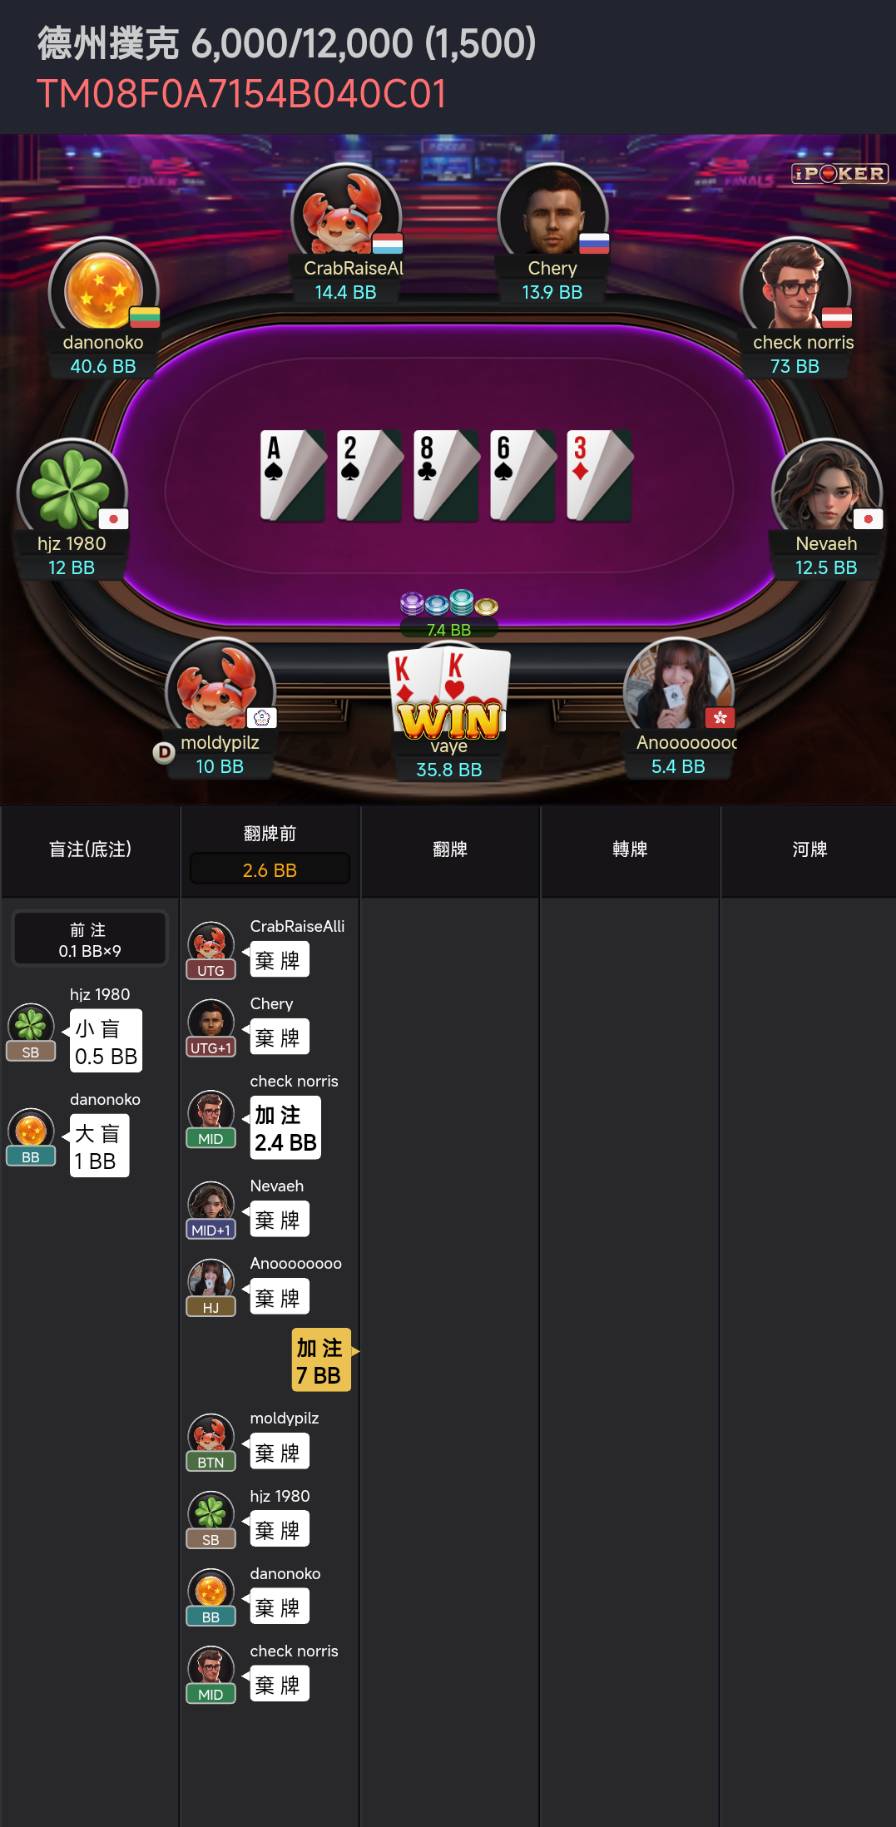 德州撲克 6,000/12,000 (1,500)
TM08F0A7154B040C01
iPOKER
CrabRaiseAl
14.4 BB
Chery
13.9 BB
danonoko
40.6 BB
check norris
73 BB
A
2
8
6
3
hjz 1980
12 BB
Nevaeh
12.5 BB
7.4 BB
K
K
WIN
D
moldypilz
10 BB
vaye
35.8 BB
Anoooooooo
5.4 BB
盲注(底注)
翻牌前
2.6 BB
翻牌
轉牌
河牌
前 注
0.1 BB×9
hjz 1980
小 盲
0.5 BB
SB
danonoko
大 盲
1 BB
BB
CrabRaiseAlli
棄 牌
UTG
Chery
棄 牌
UTG+1
check norris
加 注
2.4 BB
MID
Nevaeh
棄 牌
MID+1
Anoooooooo
棄 牌
HJ
加 注
7 BB
moldypilz
棄 牌
BTN
hjz 1980
棄 牌
SB
danonoko
棄 牌
BB
check norris
棄 牌
MID